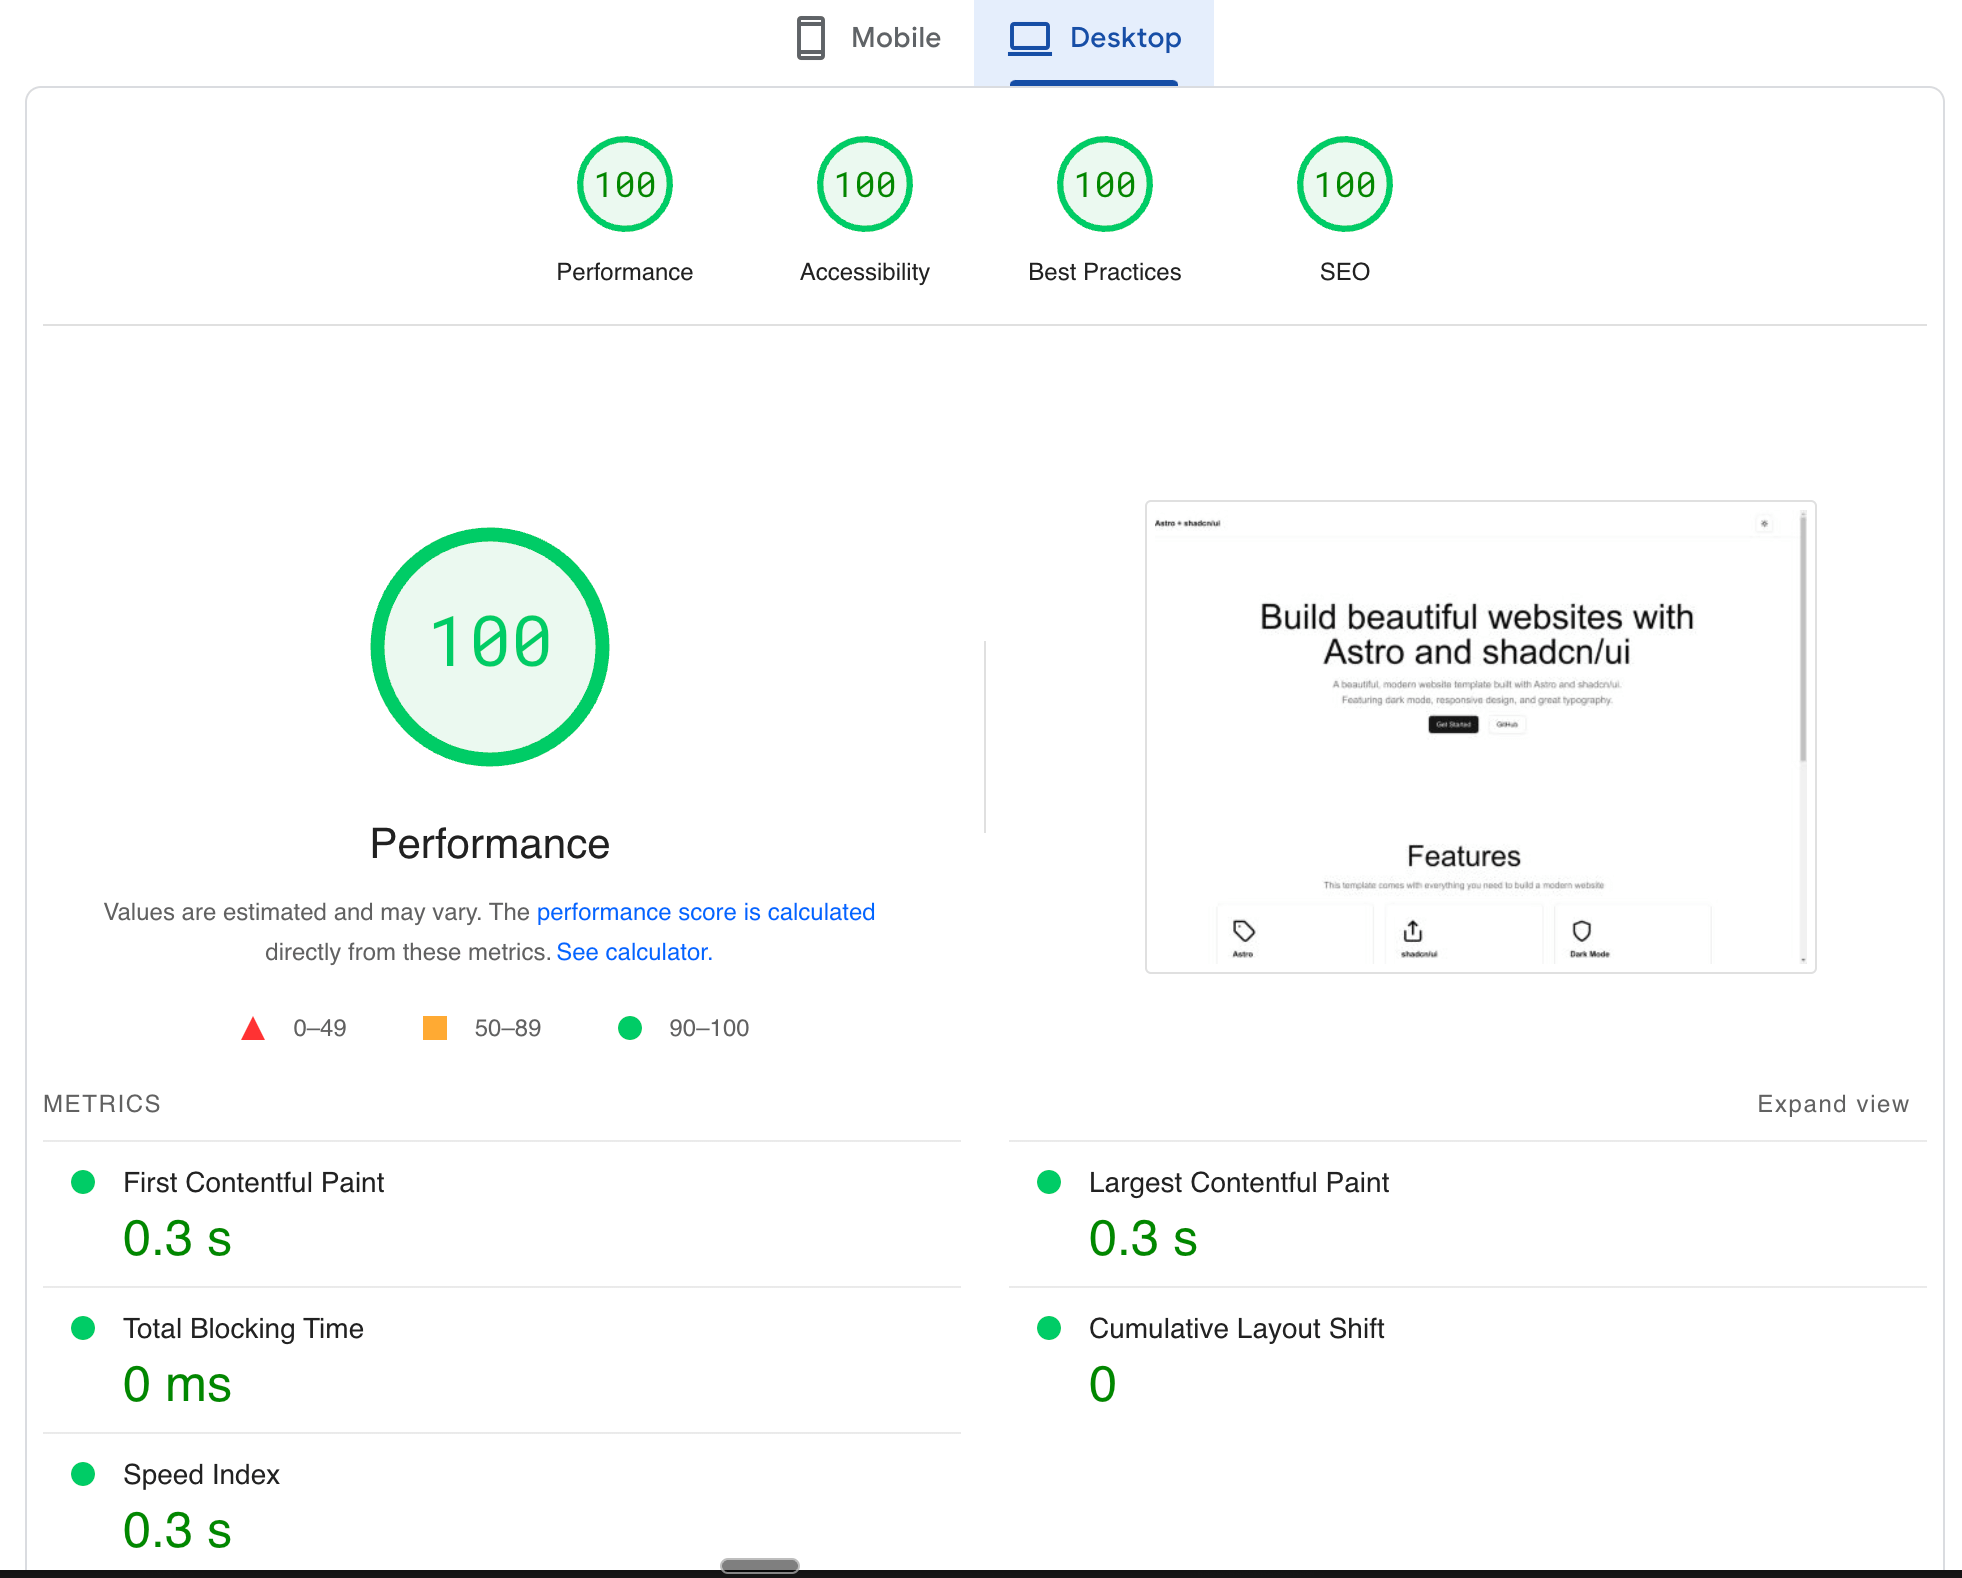 Mobile
Desktop
100
100
100
100
Performance
Accessibility
Best Practices
SEO
100
Performance
Values are estimated and may vary. The performance score is calculated
directly from these metrics. See calculator.
0–49
50–89
90–100
Astro + shadcn/ui
Build beautiful websites with
Astro and shadcn/ui
A beautiful, modern website template built with Astro and shadcn/ui.
Featuring dark mode, responsive design, and great typography.
Get Started
GitHub
Features
This template comes with everything you need to build a modern website
Astro
shadcn/ui
Dark Mode
METRICS
Expand view
First Contentful Paint
0.3 s
Largest Contentful Paint
0.3 s
Total Blocking Time
0 ms
Cumulative Layout Shift
0
Speed Index
0.3 s